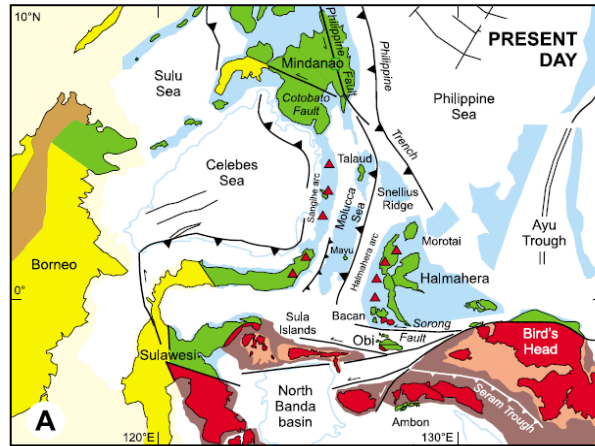 10°N
PRESENT
DAY
Sulu
Sea
Mindanao
Philippine
Fault
Philippine
Trench
Cotobato
Fault
Philippine
Sea
Celebes
Sea
Talaud
Sangihe arc
Molucca
Sea
Snellius
Ridge
Ayu
Trough
Morotai
Mayu
Halmahera arc
Halmahera
Borneo
0°
Bacan
Sula
Islands
Sorong
Fault
Obi
Bird's
Head
Sulawesi
Seram Trough
North
Banda
basin
Ambon
A
120°E
130°E